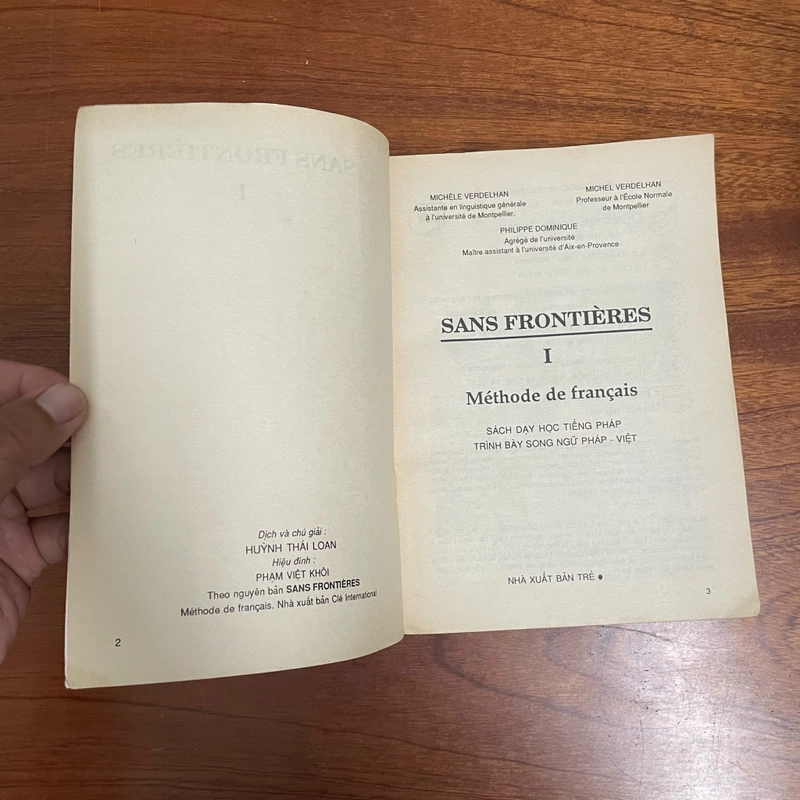 Dịch và chú giải :
HUỲNH THÁI LOAN
Hiệu đính :
PHẠM VIỆT KHÔI
Theo nguyên bản SANS FRONTIÈRES
Méthode de français. Nhà xuất bản Clé International
2
MICHÈLE VERDELHAN
Assistante en linguistique générale
à l'université de Montpellier.
MICHEL VERDELHAN
Professeur à l'École Normale
de Montpellier
PHILIPPE DOMINIQUE
Agrégé de l'université
Maître assistant à l'université d'Aix-en-Provence
SANS FRONTIÈRES
I
Méthode de français
SÁCH DẠY HỌC TIẾNG PHÁP
TRÌNH BÀY SONG NGỮ PHÁP - VIỆT
NHÀ XUẤT BẢN TRẺ
3